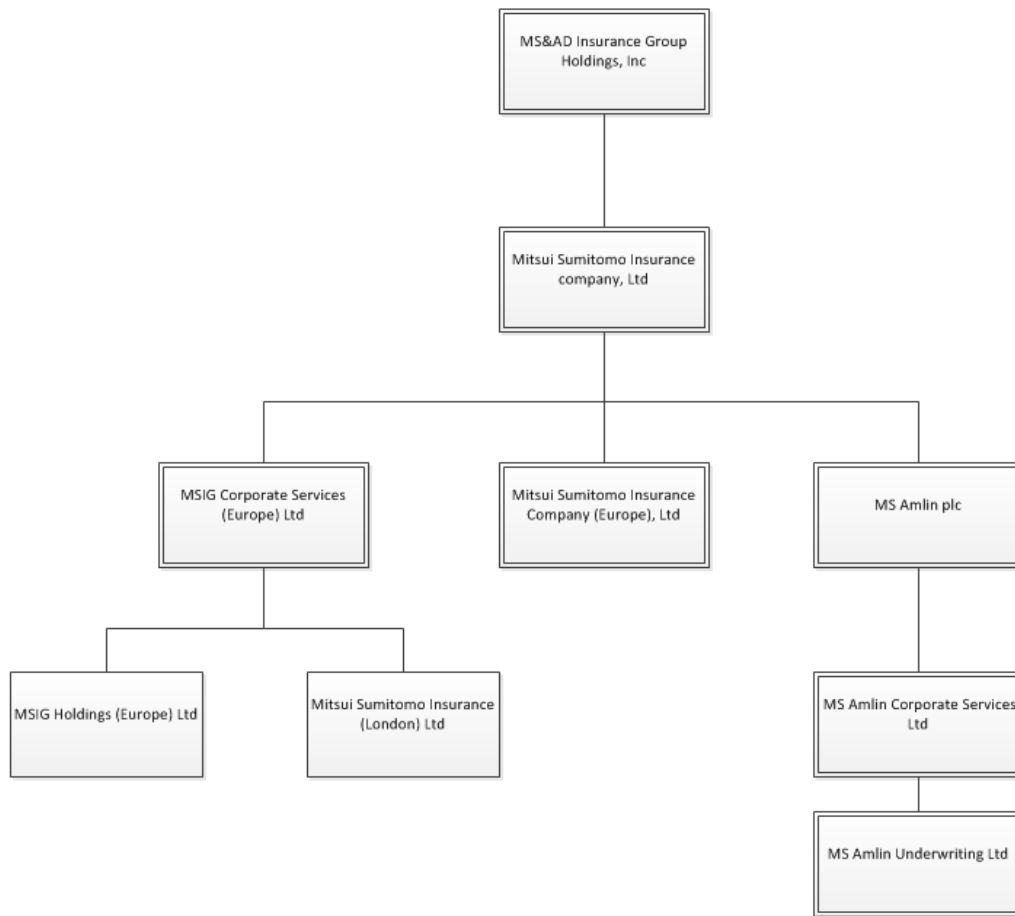 MS&AD Insurance Group
Holdings, Inc
Mitsui Sumitomo Insurance
company, Ltd
MSIG Corporate Services
(Europe) Ltd
Mitsui Sumitomo Insurance
Company (Europe), Ltd
MS Amlin plc
MSIG Holdings (Europe) Ltd
Mitsui Sumitomo Insurance
(London) Ltd
MS Amlin Corporate Services
Ltd
MS Amlin Underwriting Ltd